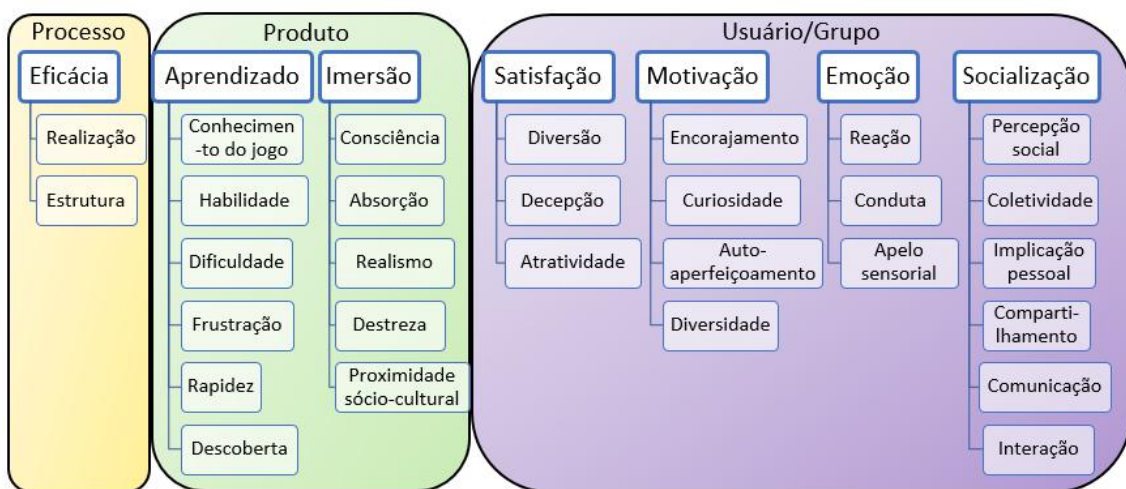 Processo
Eficácia
Realização
Estrutura
Produto
Aprendizado
Conhecimen
-to do jogo
Habilidade
Dificuldade
Frustração
Rapidez
Descoberta
Imersão
Consciência
Absorção
Realismo
Destreza
Proximidade
sócio-cultural
Usuário/Grupo
Satisfação
Diversão
Decepção
Atratividade
Motivação
Encorajamento
Curiosidade
Auto-
aperfeiçoamento
Diversidade
Emoção
Reação
Conduta
Apelo
sensorial
Socialização
Percepção
social
Coletividade
Implicação
pessoal
Comparti-
lhamento
Comunicação
Interação